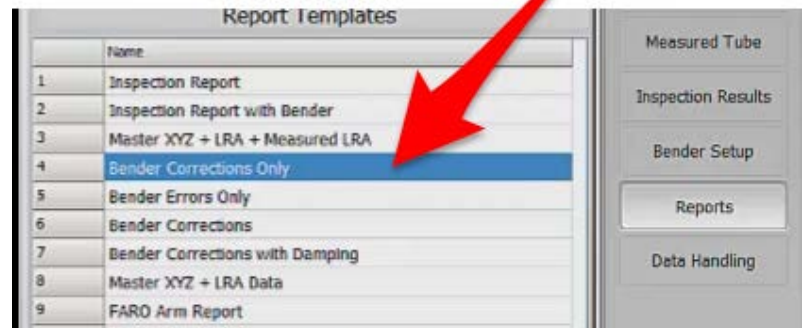 Report Templates
Name
1 Inspection Report
2 Inspection Report with Bender
3 Master XYZ + LRA + Measured LRA
4 Bender Corrections Only
5 Bender Errors Only
6 Bender Corrections
7 Bender Corrections with Damping
8 Master XYZ + LRA Data
9 FARO Arm Report
Measured Tube
Inspection Results
Bender Setup
Reports
Data Handling